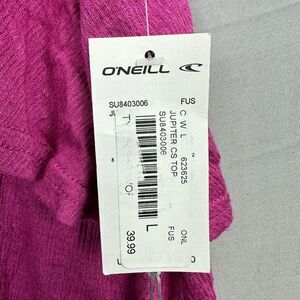 O'NEILL
SU8403006 FUS
C W L 623625 ONL
JUPITER CS TOP
SU8403006 FUS
L
39.99